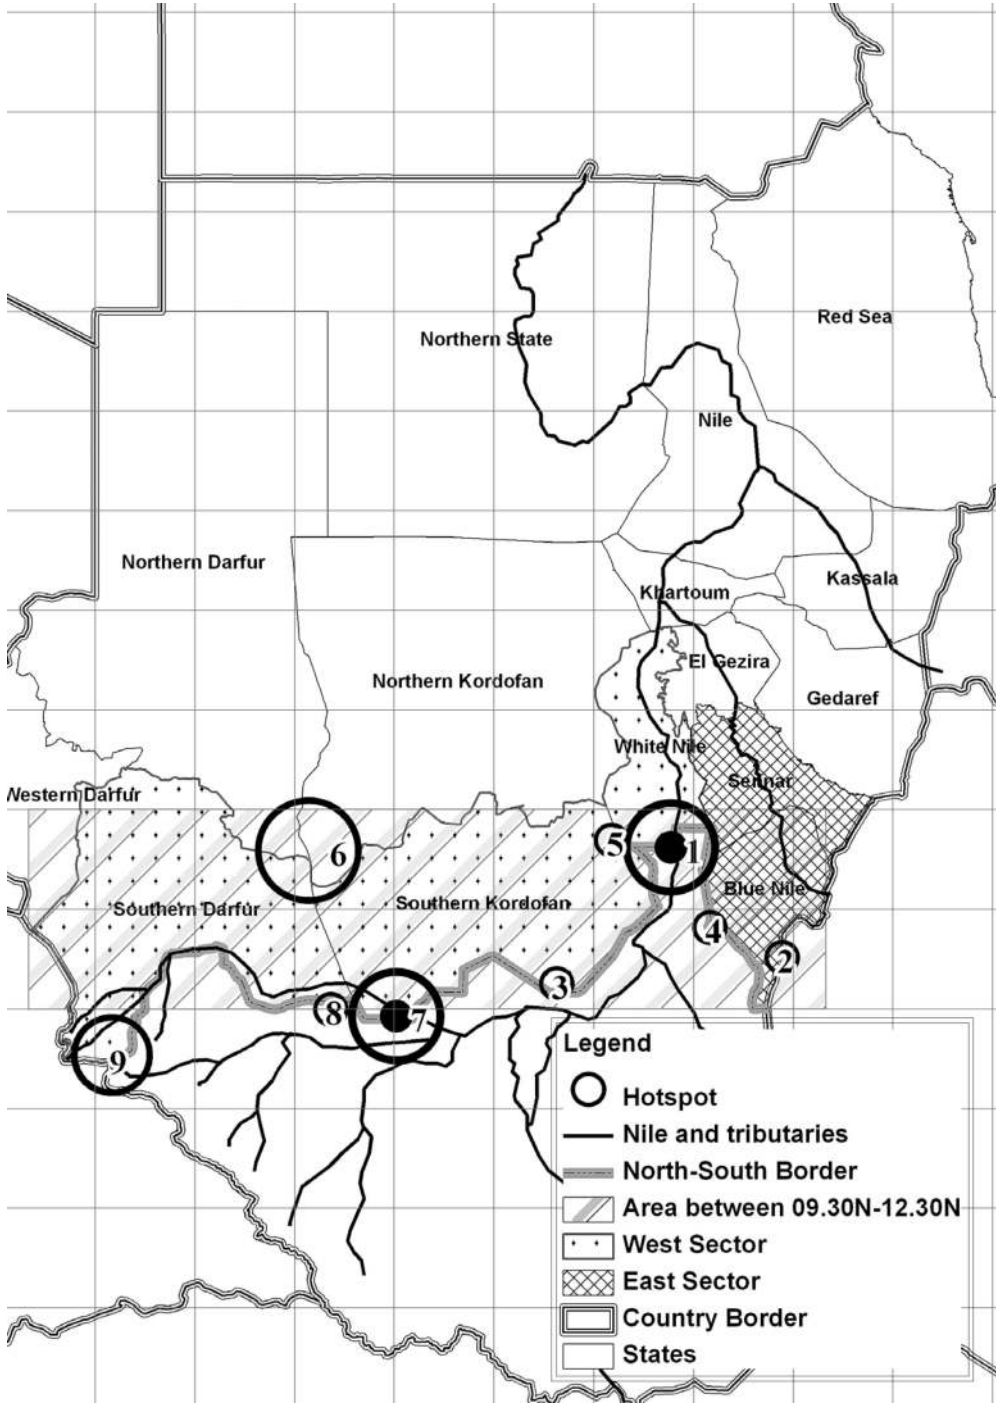 Red Sea
Northern State
Nile
Northern Darfur
Kassala
Khartoum
El Gezira
Northern Kordofan
Gedaref
White Nile
Sennar
Western Darfur
5
1
6
Blue Nile
Southern Kordofan
Southern Darfur
4
2
3
8
7
9
Legend
Hotspot
Nile and tributaries
North-South Border
Area between 09.30N-12.30N
West Sector
East Sector
Country Border
States